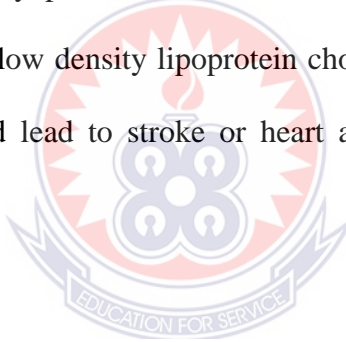 low density lipoprotein cho
d lead to stroke or heart a
EDUCATION FOR SERVICE